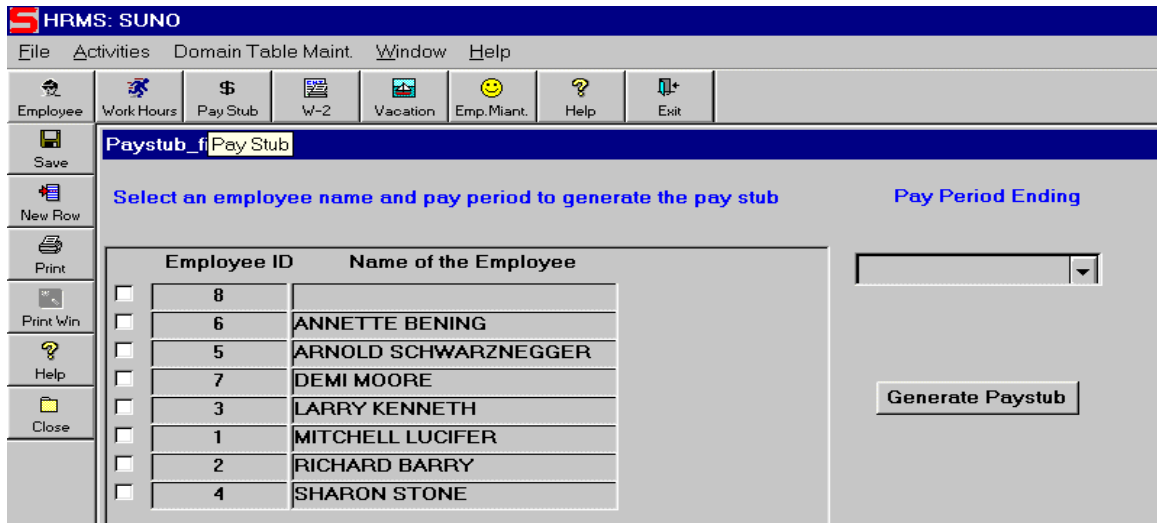 HRMS: SUNO
File Activities Domain Table Maint. Window Help
Employee Work Hours Pay Stub W-2 Vacation Emp.Miant. Help Exit
Save
New Row
Print
Print Win
Help
Close
Paystub_fi Pay Stub
Select an employee name and pay period to generate the pay stub
Pay Period Ending
Employee ID Name of the Employee
8
6 ANNETTE BENING
5 ARNOLD SCHWARZNEGGER
7 DEMI MOORE
3 LARRY KENNETH
1 MITCHELL LUCIFER
2 RICHARD BARRY
4 SHARON STONE
Generate Paystub